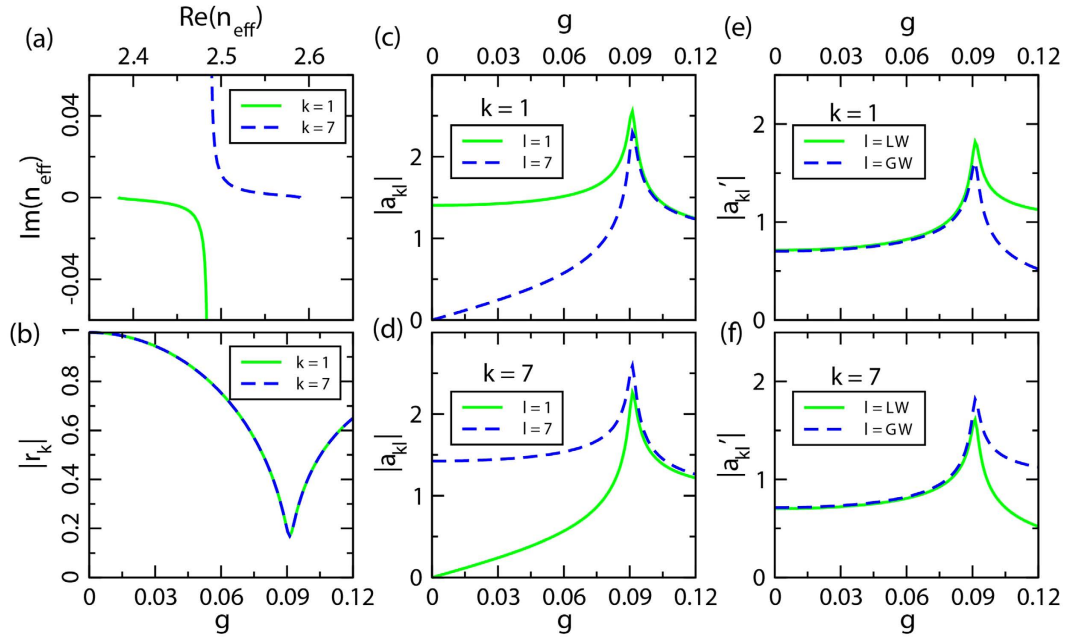 Re(n_eff)
(a)
2.4 2.5 2.6
0.04
0
-0.04
Im(n_eff)
k = 1
k = 7
(b)
1
0.8
0.6
0.4
0.2
0
|r_k|
k = 1
k = 7
0 0.03 0.06 0.09 0.12
g
(c)
g
0 0.03 0.06 0.09 0.12
k = 1
l = 1
l = 7
2
1
0
|a_kl|
(d)
k = 7
l = 1
l = 7
2
1
0
|a_kl|
0 0.03 0.06 0.09 0.12
g
(e)
g
0 0.03 0.06 0.09 0.12
k = 1
l = LW
l = GW
2
1
0
|a_kl'|
(f)
k = 7
l = LW
l = GW
2
1
0
|a_kl'|
0 0.03 0.06 0.09 0.12
g